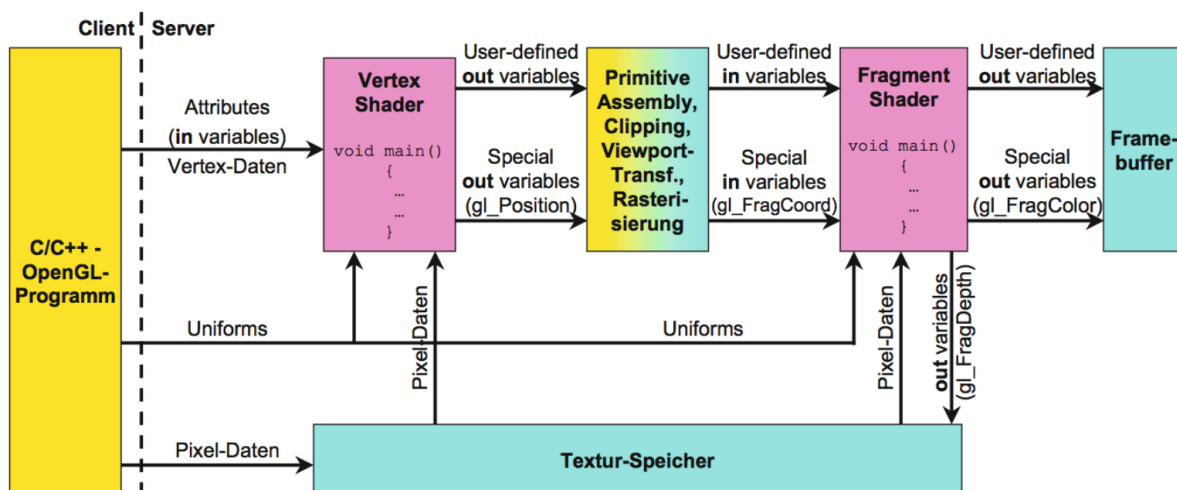 Client
Server
C/C++ -
OpenGL-
Programm
Attributes
(in variables)
Vertex-Daten
Vertex
Shader
void main()
{
…
…
}
User-defined
out variables
Special
out variables
(gl_Position)
Primitive
Assembly,
Clipping,
Viewport-
Transf.,
Rasteri-
sierung
User-defined
in variables
Special
in variables
(gl_FragCoord)
Fragment
Shader
void main()
{
…
…
}
User-defined
out variables
Special
out variables
(gl_FragColor)
Frame-
buffer
Uniforms
Uniforms
Pixel-Daten
Pixel-Daten
out variables
(gl_FragDepth)
Pixel-Daten
Textur-Speicher